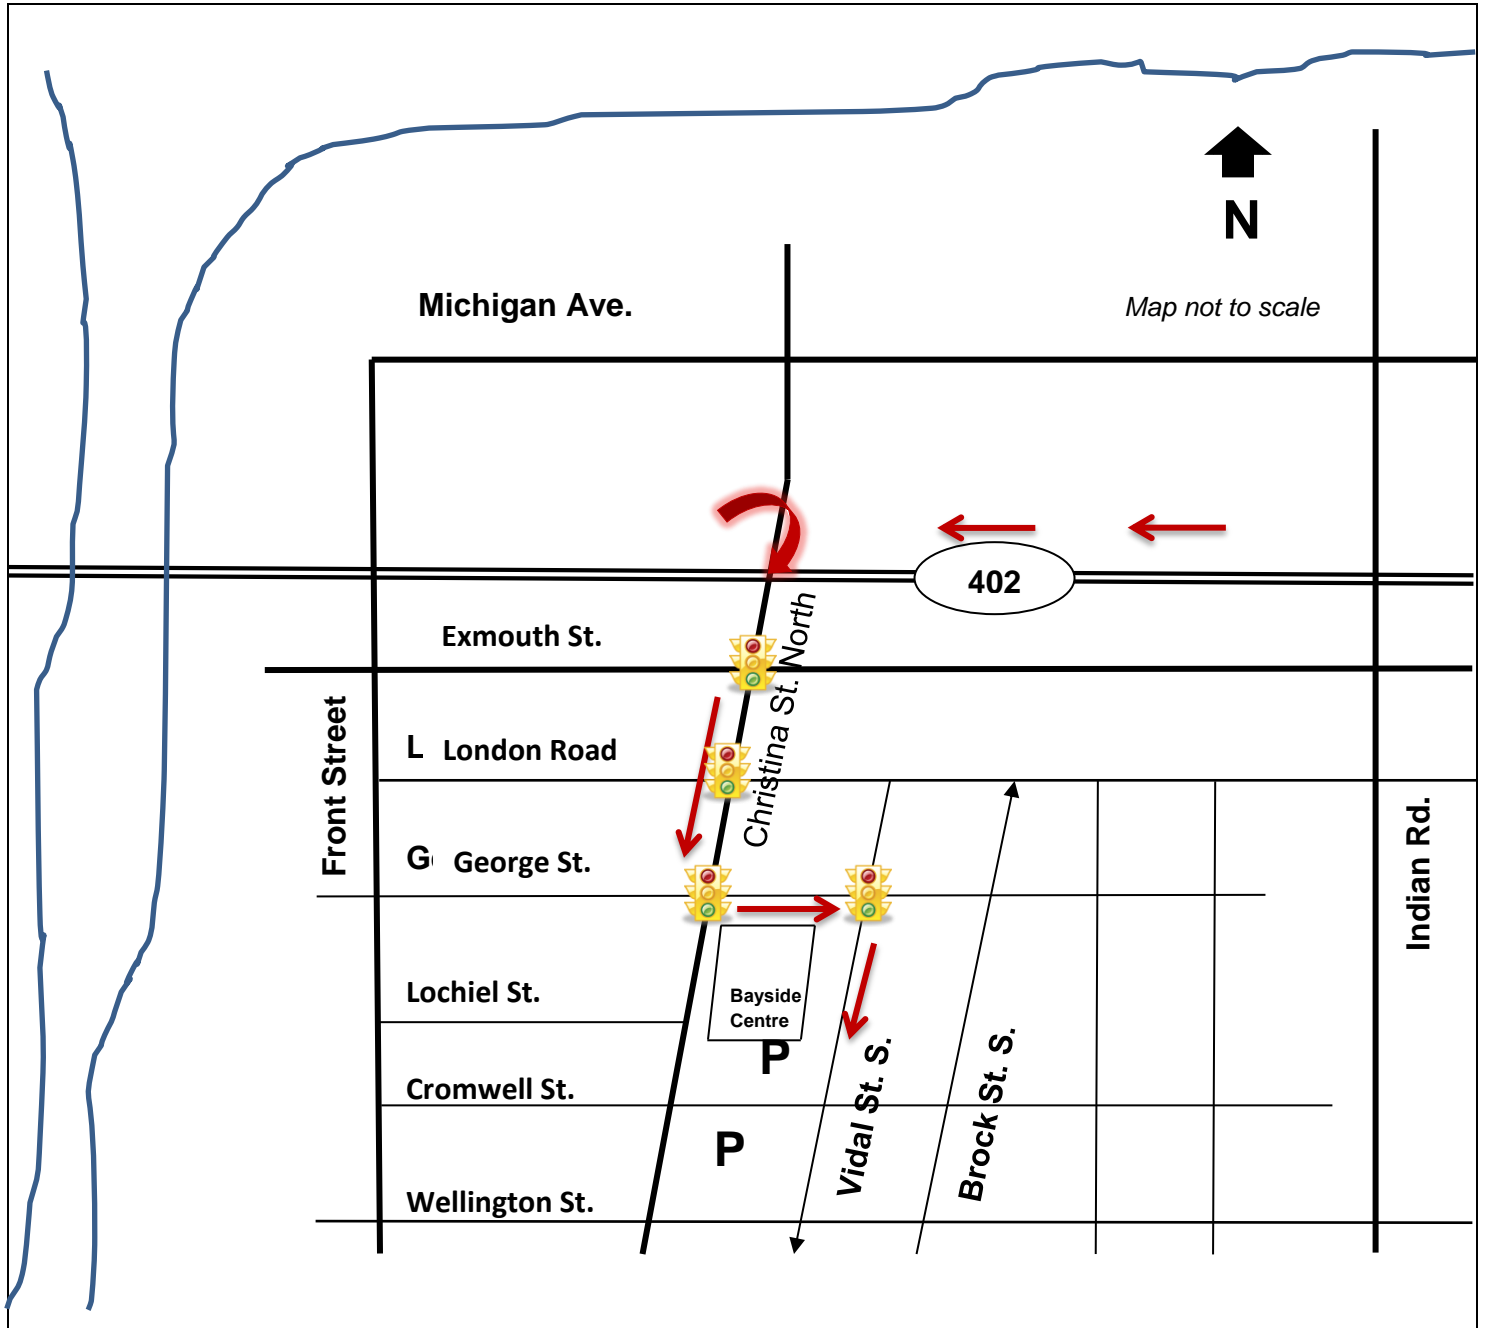 N
Michigan Ave.
Map not to scale
402
Exmouth St.
Christina St. North
Front Street
L London Road
G George St.
Indian Rd.
Lochiel St.
Bayside
Centre
P
Cromwell St.
Vidal St. S.
Brock St. S.
P
Wellington St.